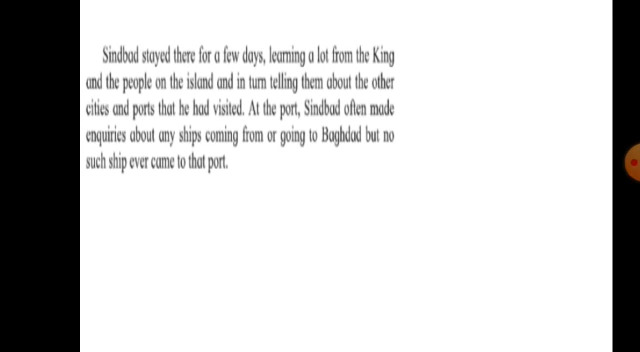 Sindbad stayed there for a few days, learning a lot from the King
and the people on the island and in turn telling them about the other
cities and ports that he had visited. At the port, Sindbad often made
enquiries about any ships coming from or going to Baghdad but no
such ship ever came to that port.